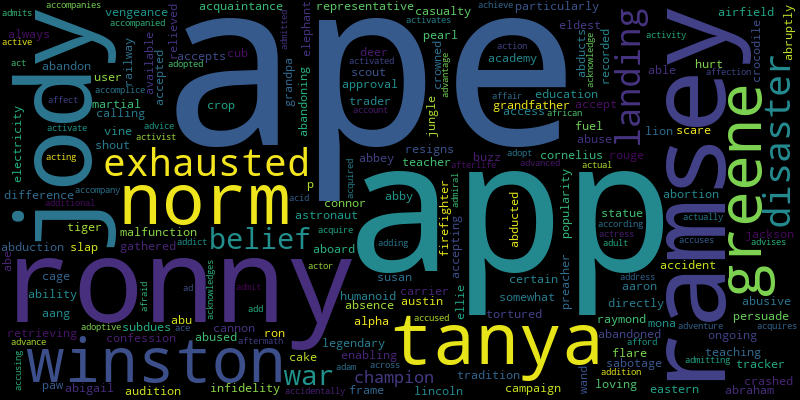 admits accompanies acquaintance representative casualty achieve particularly
vengeance accompanied activates eldest airfield
always active believed deer pearl action academy abducts recorded acknowledge activity abruptly
act abandon railway available cub elephant activated advantage crowned
user accepts accepted adopted grandpa scout able hurt
jody ape landing ramsey
affect martial accomplice crop trader approval affair education affection crocodile
calling admitted abandoning account access grandfather african accept
electricity activate vine advice activist jungle fuel lion scare
shout teacher resigns buzz cornelius abuse rouge
acting exhausted abbey afterlife adopt advanced actual
difference accompany p acquired abby admiral
additional norm acid connor firefighter abducted popularity statue abortion greene disaster
tiger slap malfunction astronaut accepting according actually
abduction gathered addict belief acquire adding app actress adult accuses jackson
abe cage aboard susan certain preacher address accident advises
ability ronny humanoid carrier ellie somewhat aaron directly abusive
aang afraid acknowledges actor absence austin tortured raymond mona persuade
adoptive abu admit add ad alpha accused abandoned ongoing adventure acquires
retrieving subdues ace cannon ron legendary tanya flare afford teaching
advance confession abused aftermath enabling across wand sabotage admitting tracker
accusing winston cake adam champion tradition addition loving crashed
paw abigail infidelity war frame campaign eastern abraham
audition accidentally lincoln